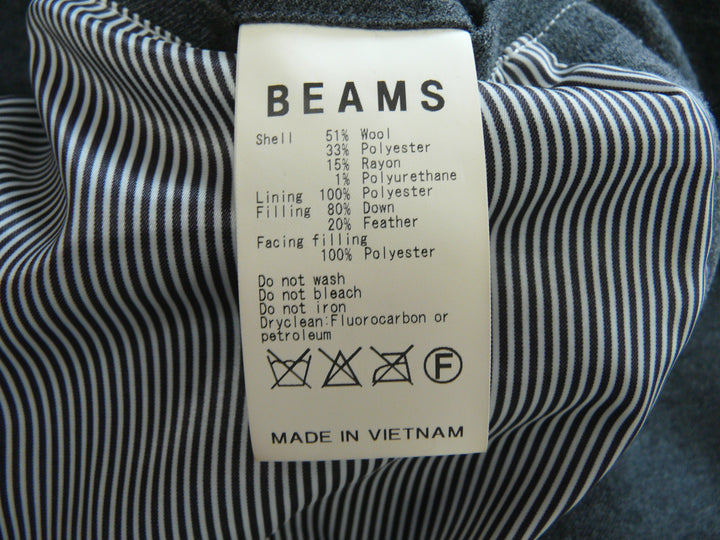 BEAMS
Shell 51% Wool
33% Polyester
15% Rayon
1% Polyurethane
Lining 100% Polyester
Filling 80% Down
20% Feather
Facing filling
100% Polyester
Do not wash
Do not bleach
Do not iron
Dryclean:Fluorocarbon or
petroleum
F
MADE IN VIETNAM